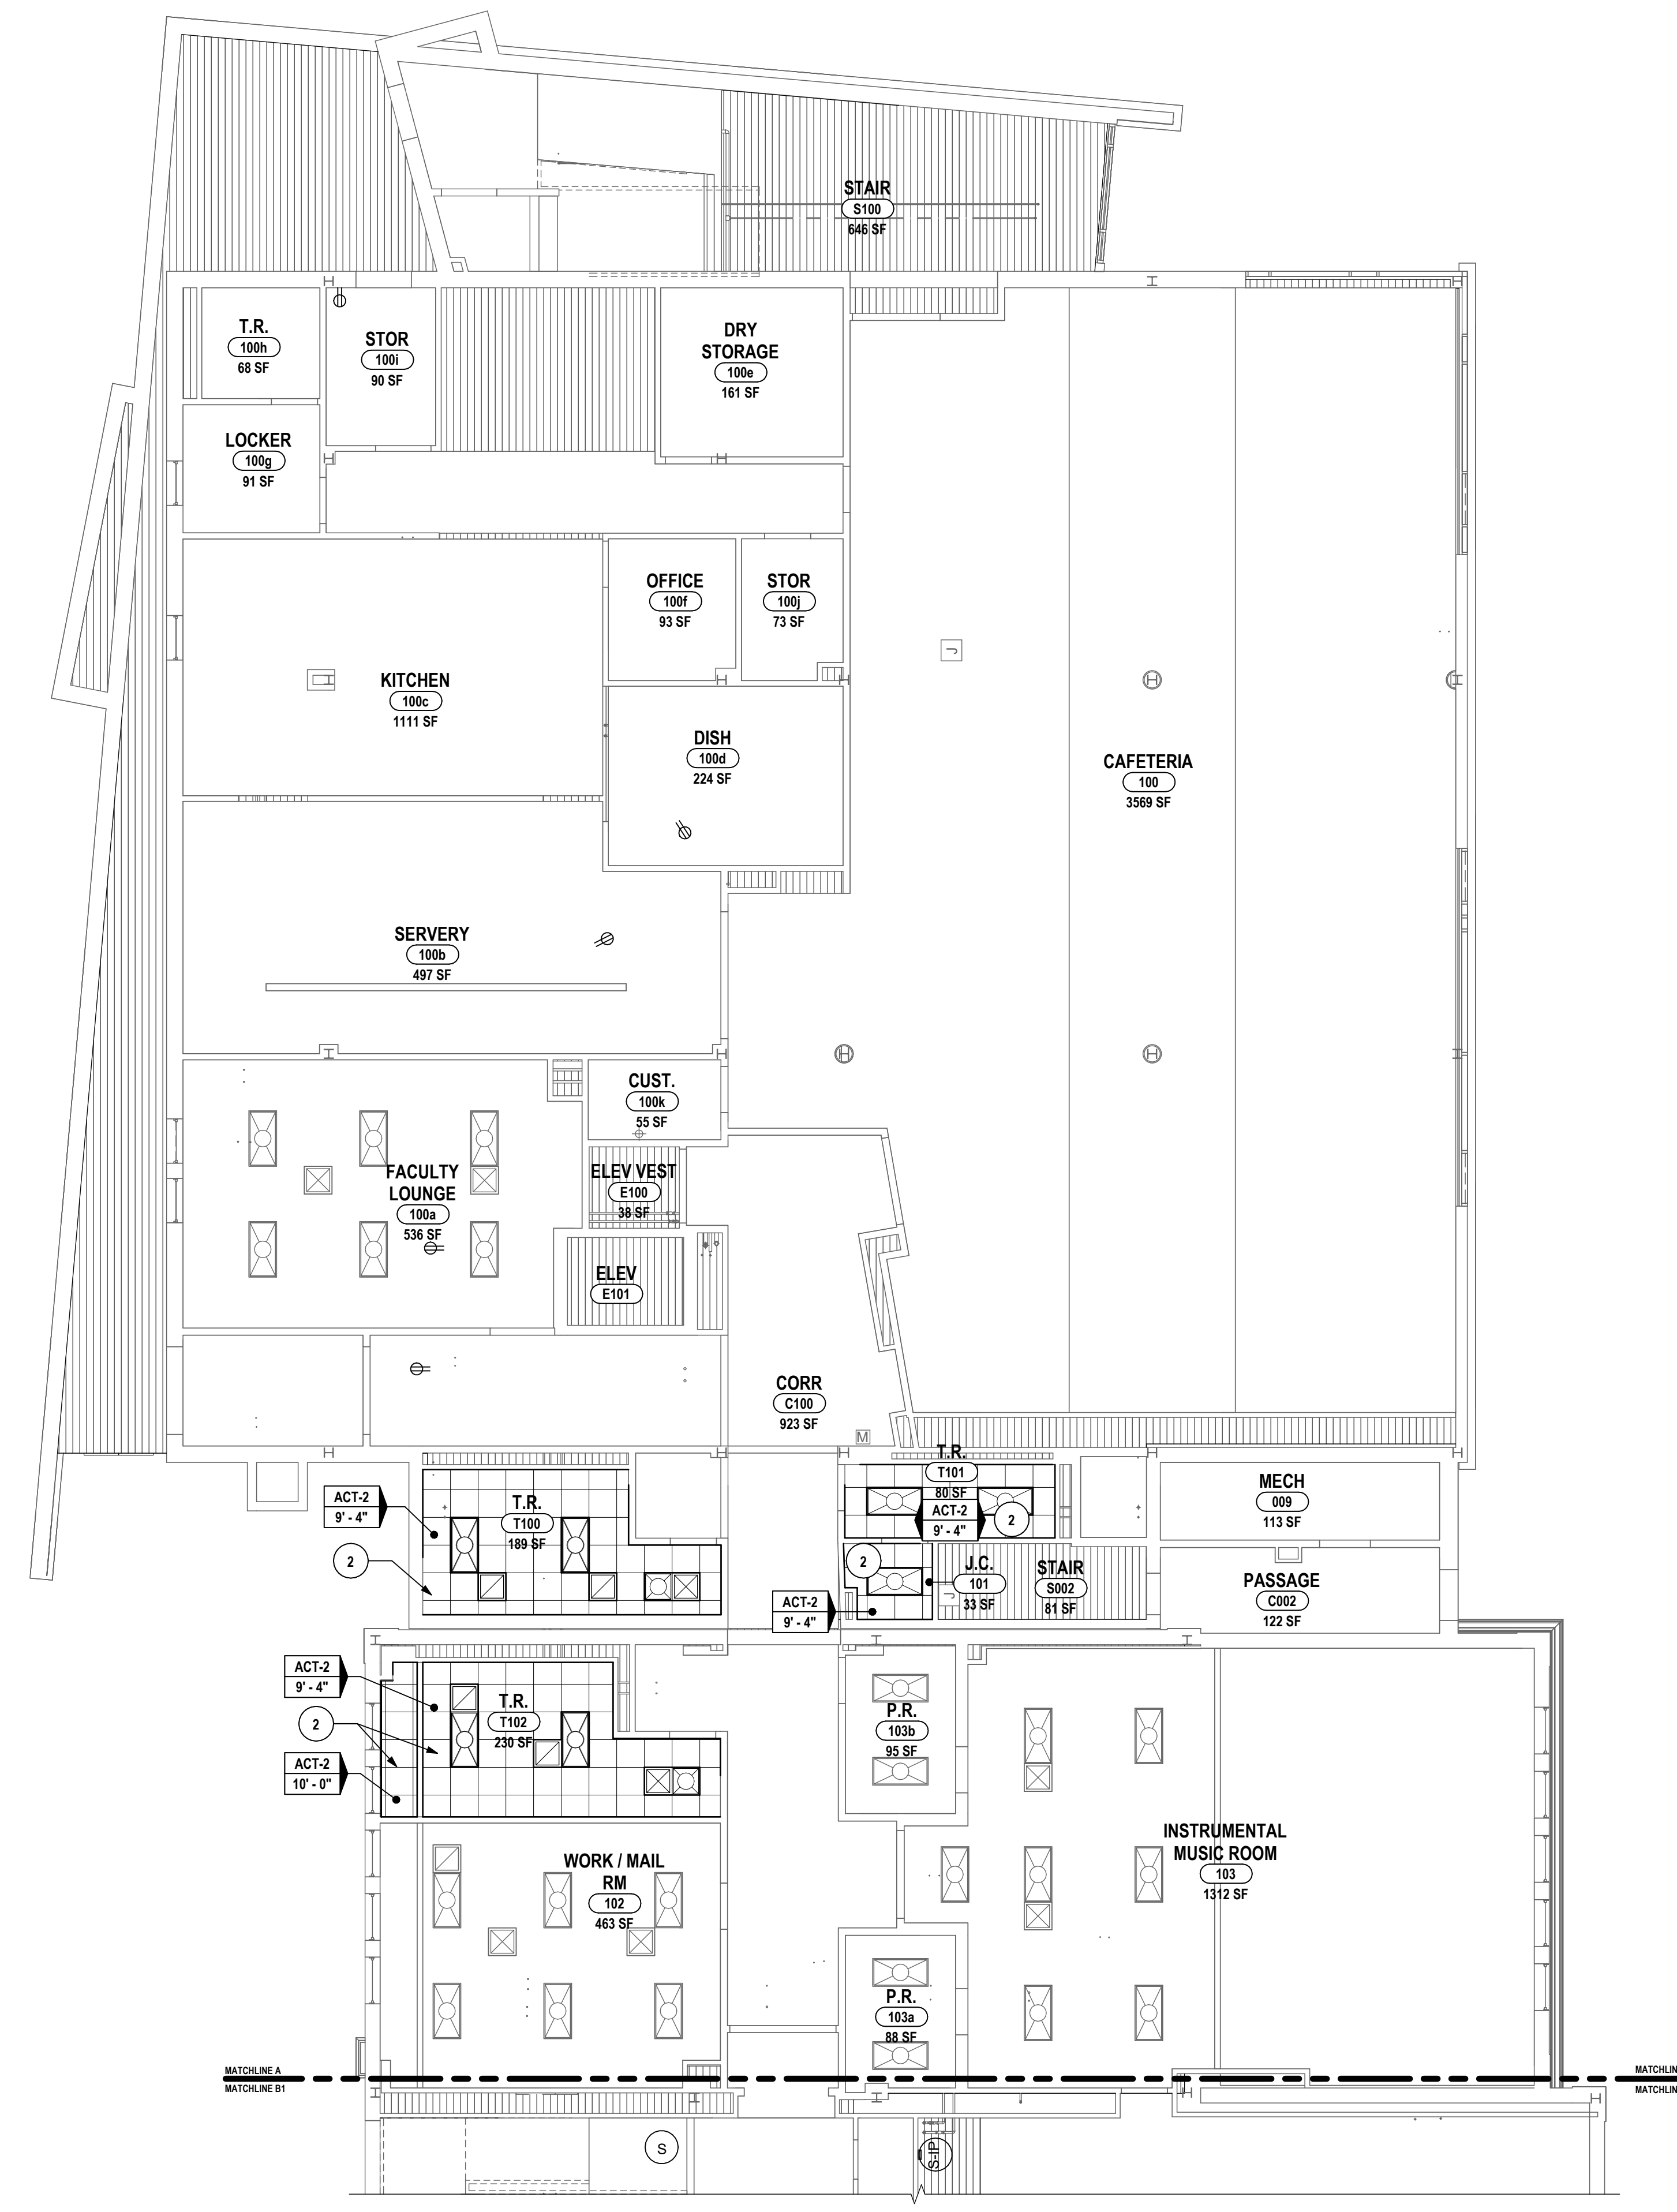 STAIR
S100
646 SF
T.R.
100h
68 SF
STOR
100i
90 SF
DRY
STORAGE
100e
161 SF
LOCKER
100g
91 SF
OFFICE
100f
93 SF
STOR
100j
73 SF
J
KITCHEN
100c
1111 SF
DISH
100d
224 SF
CAFETERIA
100
3569 SF
SERVERY
100b
497 SF
CUST.
100k
55 SF
FACULTY
LOUNGE
100a
536 SF
ELEV VEST
E100
38 SF
ELEV
E101
CORR
C100
923 SF
M
ACT-2
9' - 4"
2
T.R.
T100
189 SF
T.R.
T101
80 SF
ACT-2
9' - 4"
2
MECH
009
113 SF
2
J.C.
101
33 SF
J
STAIR
S002
81 SF
PASSAGE
C002
122 SF
ACT-2
9' - 4"
ACT-2
9' - 4"
2
ACT-2
10' - 0"
T.R.
T102
230 SF
P.R.
103b
95 SF
INSTRUMENTAL
MUSIC ROOM
103
1312 SF
WORK / MAIL
RM
102
463 SF
P.R.
103a
88 SF
MATCHLINE A
MATCHLINE B1
MATCHLIN
MATCHLIN
S
S-IP